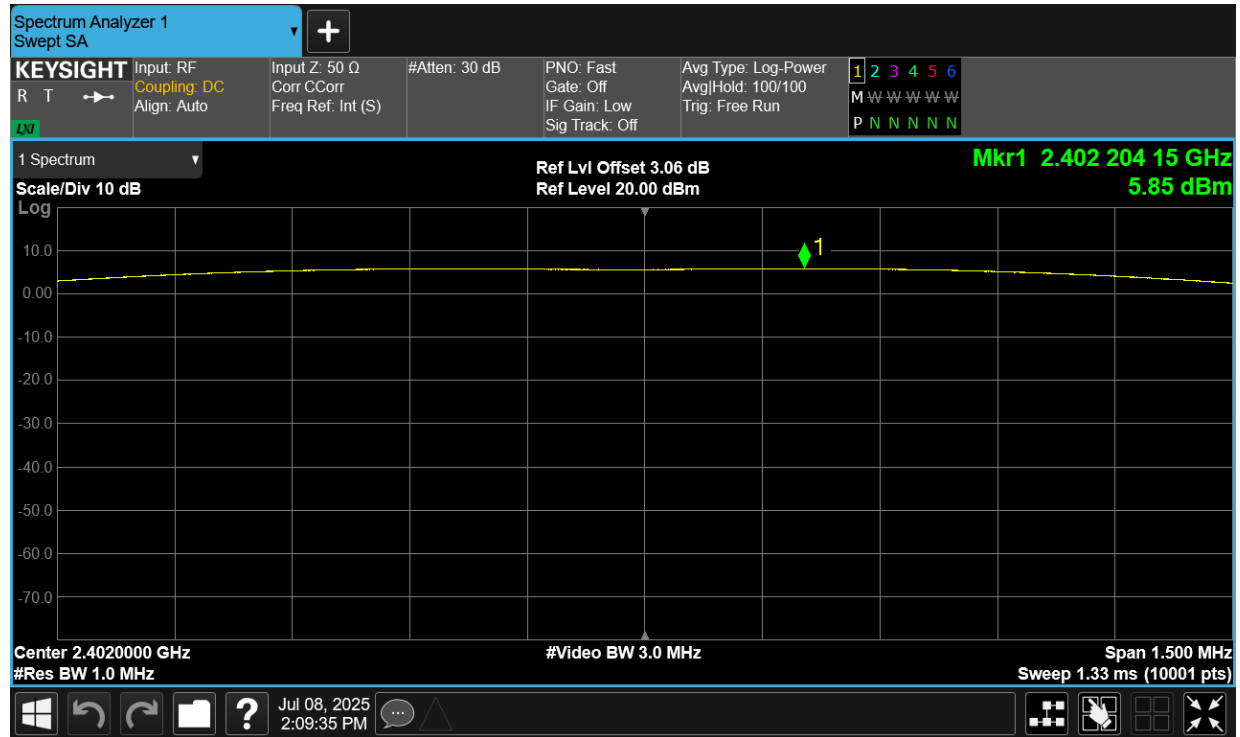 Spectrum Analyzer 1
Swept SA
KEYSIGHT
R T
LXI
Input: RF
Coupling: DC
Align: Auto
Input Z: 50 Ω
Corr CCorr
Freq Ref: Int (S)
#Atten: 30 dB
PNO: Fast
Gate: Off
IF Gain: Low
Sig Track: Off
Avg Type: Log-Power
Avg|Hold: 100/100
Trig: Free Run
1 2 3 4 5 6
M W W W W W
P N N N N N
1 Spectrum
Scale/Div 10 dB
Ref Lvl Offset 3.06 dB
Ref Level 20.00 dBm
Mkr1 2.402 204 15 GHz
5.85 dBm
Log
1
10.0
0.00
-10.0
-20.0
-30.0
-40.0
-50.0
-60.0
-70.0
Center 2.4020000 GHz
#Video BW 3.0 MHz
Span 1.500 MHz
#Res BW 1.0 MHz
Sweep 1.33 ms (10001 pts)
?
Jul 08, 2025
2:09:35 PM